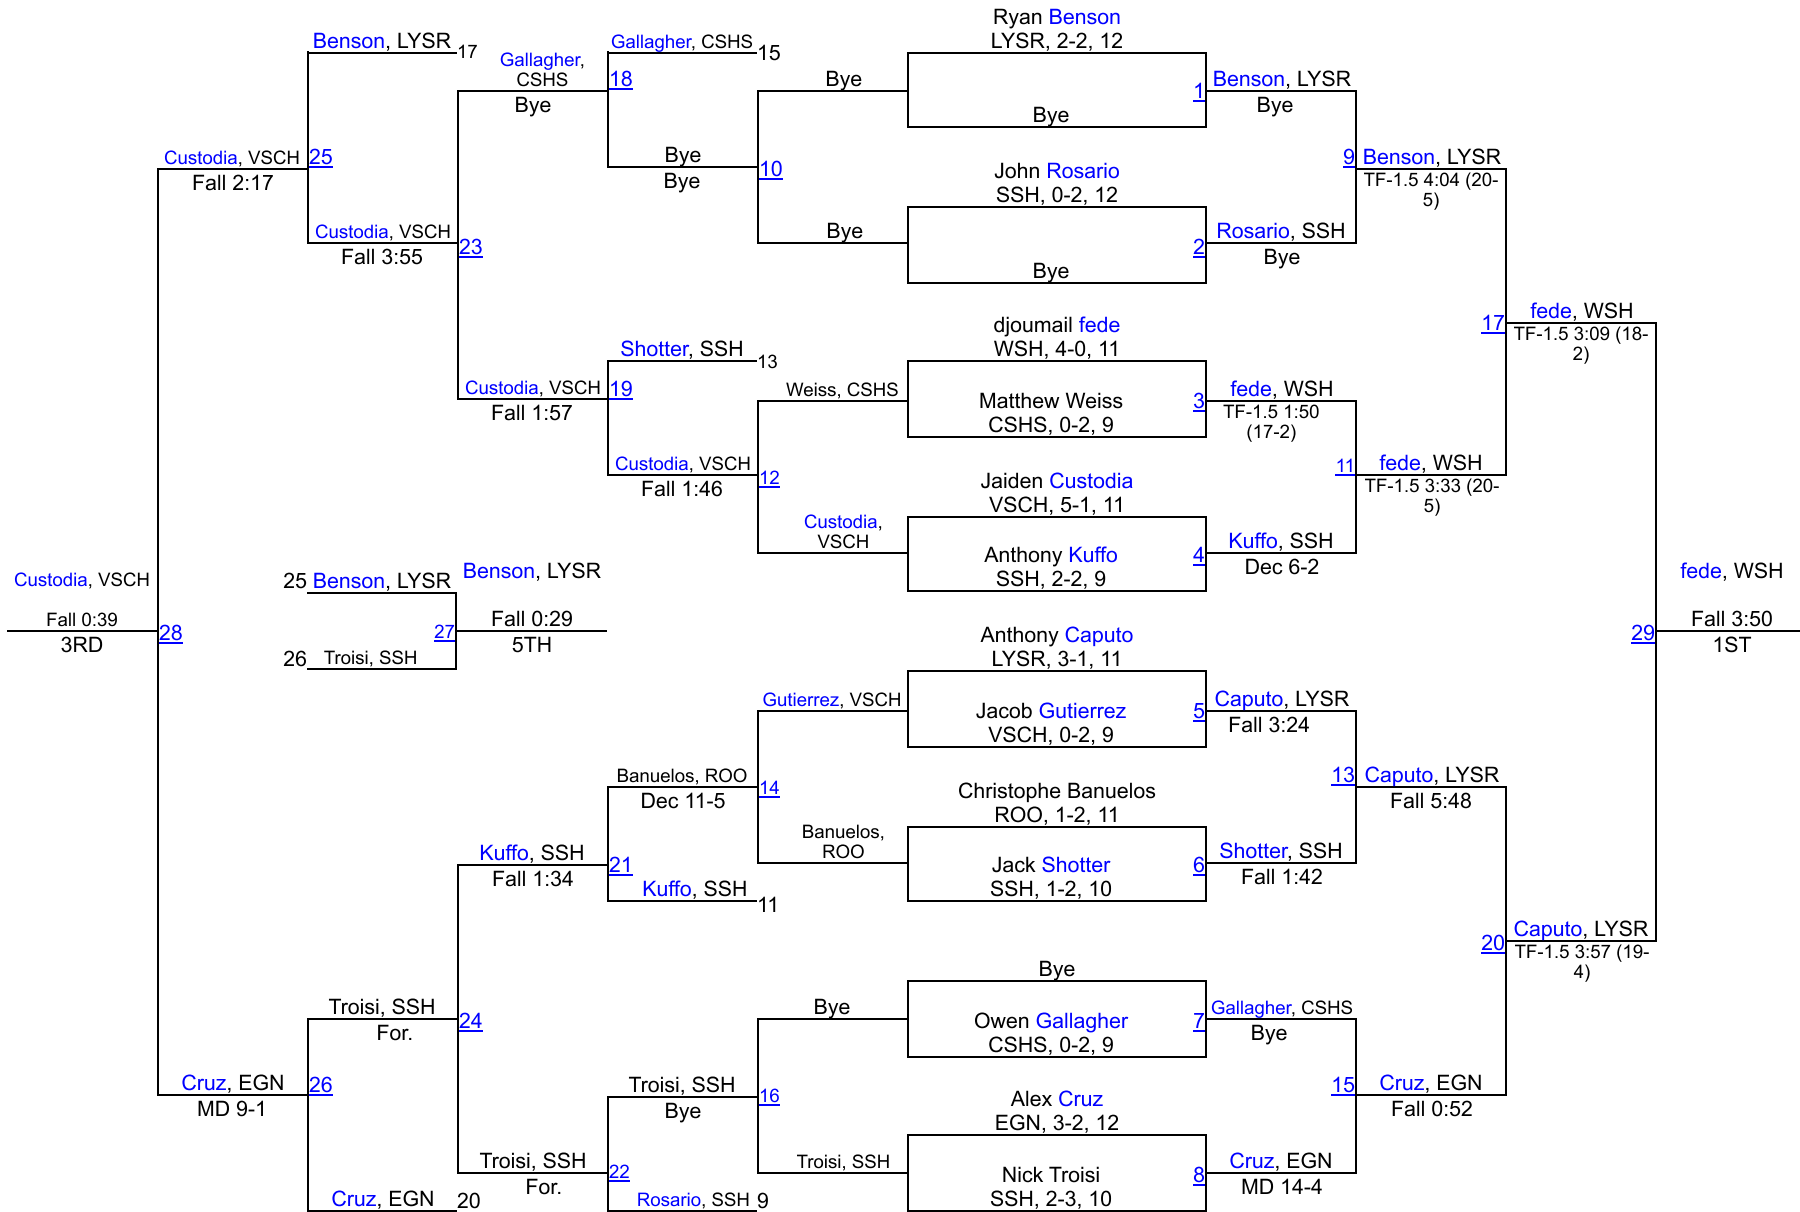 Ryan Benson
LYSR, 2-2, 12
Bye
John Rosario
SSH, 0-2, 12
Bye
djoumail fede
WSH, 4-0, 11
Matthew Weiss
CSHS, 0-2, 9
Jaiden Custodia
VSCH, 5-1, 11
Anthony Kuffo
SSH, 2-2, 9
Anthony Caputo
LYSR, 3-1, 11
Jacob Gutierrez
VSCH, 0-2, 9
Christophe Banuelos
ROO, 1-2, 11
Jack Shotter
SSH, 1-2, 10
Bye
Owen Gallagher
CSHS, 0-2, 9
Alex Cruz
EGN, 3-2, 12
Nick Troisi
SSH, 2-3, 10
1
Benson, LYSR
Bye
2
Rosario, SSH
Bye
3
fede, WSH
TF-1.5 1:50
(17-2)
4
Kuffo, SSH
Dec 6-2
5
Caputo, LYSR
Fall 3:24
6
Shotter, SSH
Fall 1:42
7
Gallagher, CSHS
Bye
8
Cruz, EGN
MD 14-4
9
Benson, LYSR
TF-1.5 4:04 (20-
5)
11
fede, WSH
TF-1.5 3:33 (20-
5)
13
Caputo, LYSR
Fall 5:48
15
Cruz, EGN
Fall 0:52
17
fede, WSH
TF-1.5 3:09 (18-
2)
20
Caputo, LYSR
TF-1.5 3:57 (19-
4)
29
fede, WSH
Fall 3:50
1ST
Bye
Bye
10
Bye
Bye
Weiss, CSHS
Custodia,
VSCH
12
Custodia, VSCH
Fall 1:46
Gutierrez, VSCH
Banuelos,
ROO
14
Banuelos, ROO
Dec 11-5
Bye
Troisi, SSH
16
Troisi, SSH
Bye
Gallagher, CSHS
15
18
Gallagher,
CSHS
Bye
Shotter, SSH
13
19
Custodia, VSCH
Fall 1:57
21
Kuffo, SSH
11
Kuffo, SSH
Fall 1:34
22
Rosario, SSH
9
Troisi, SSH
For.
23
Custodia, VSCH
Fall 3:55
24
Troisi, SSH
For.
Benson, LYSR
17
25
Custodia, VSCH
Fall 2:17
26
Cruz, EGN
20
Cruz, EGN
MD 9-1
25
Benson, LYSR
26
Troisi, SSH
27
Benson, LYSR
Fall 0:29
5TH
28
Custodia, VSCH
Fall 0:39
3RD